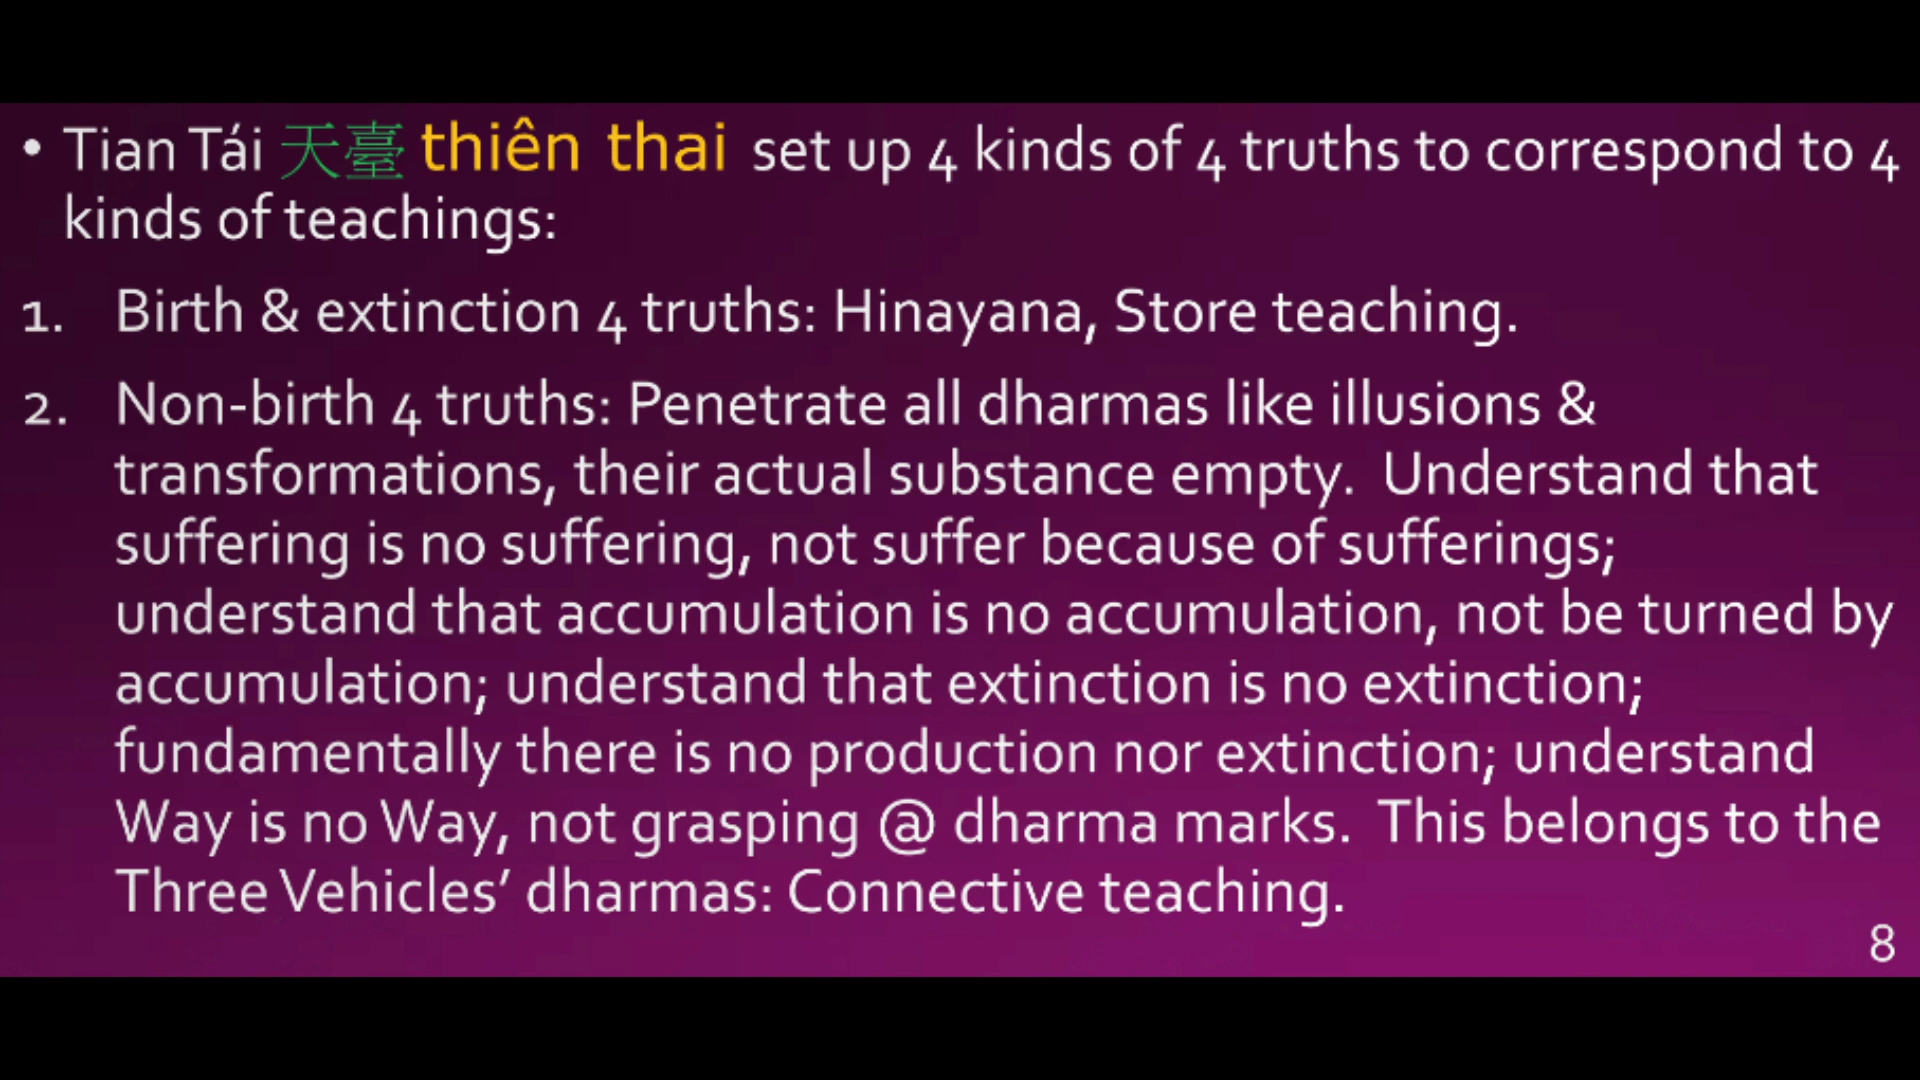 • Tian Tái 天臺 thiên thai set up 4 kinds of 4 truths to correspond to 4
kinds of teachings:
1. Birth & extinction 4 truths: Hinayana, Store teaching.
2. Non-birth 4 truths: Penetrate all dharmas like illusions &
transformations, their actual substance empty. Understand that
suffering is no suffering, not suffer because of sufferings;
understand that accumulation is no accumulation, not be turned by
accumulation; understand that extinction is no extinction;
fundamentally there is no production nor extinction; understand
Way is no Way, not grasping @ dharma marks. This belongs to the
Three Vehicles’ dharmas: Connective teaching.
8